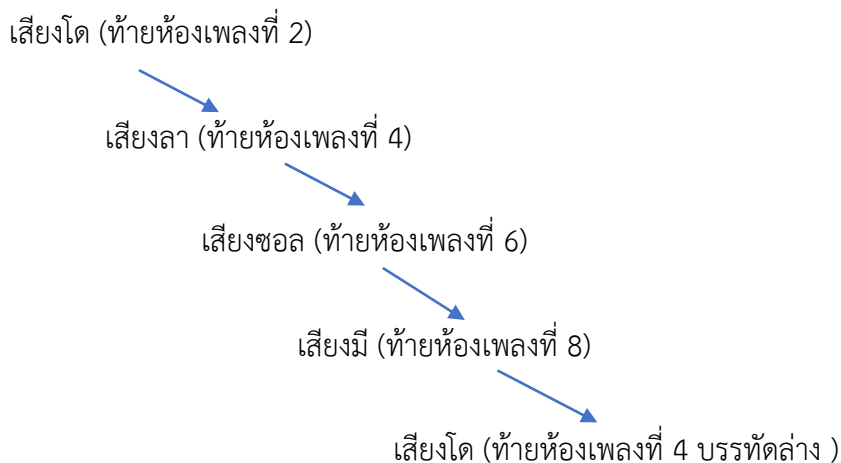 เสียงโด (ท้ายห้องเพลงที่ 2)
เสียงลา (ท้ายห้องเพลงที่ 4)
เสียงซอล (ท้ายห้องเพลงที่ 6)
เสียงมี (ท้ายห้องเพลงที่ 8)
เสียงโด (ท้ายห้องเพลงที่ 4 บรรทัดล่าง )